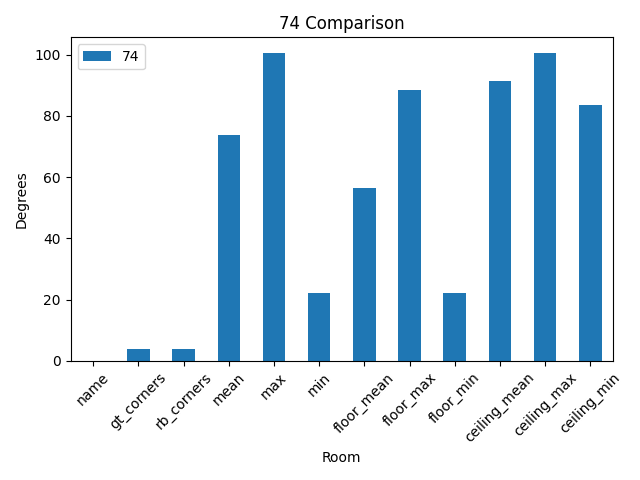 74 Comparison
74
Degrees
100
80
60
40
20
0
name
gt_corners
rb_corners
mean
max
min
floor_mean
floor_max
floor_min
ceiling_mean
ceiling_max
ceiling_min
Room